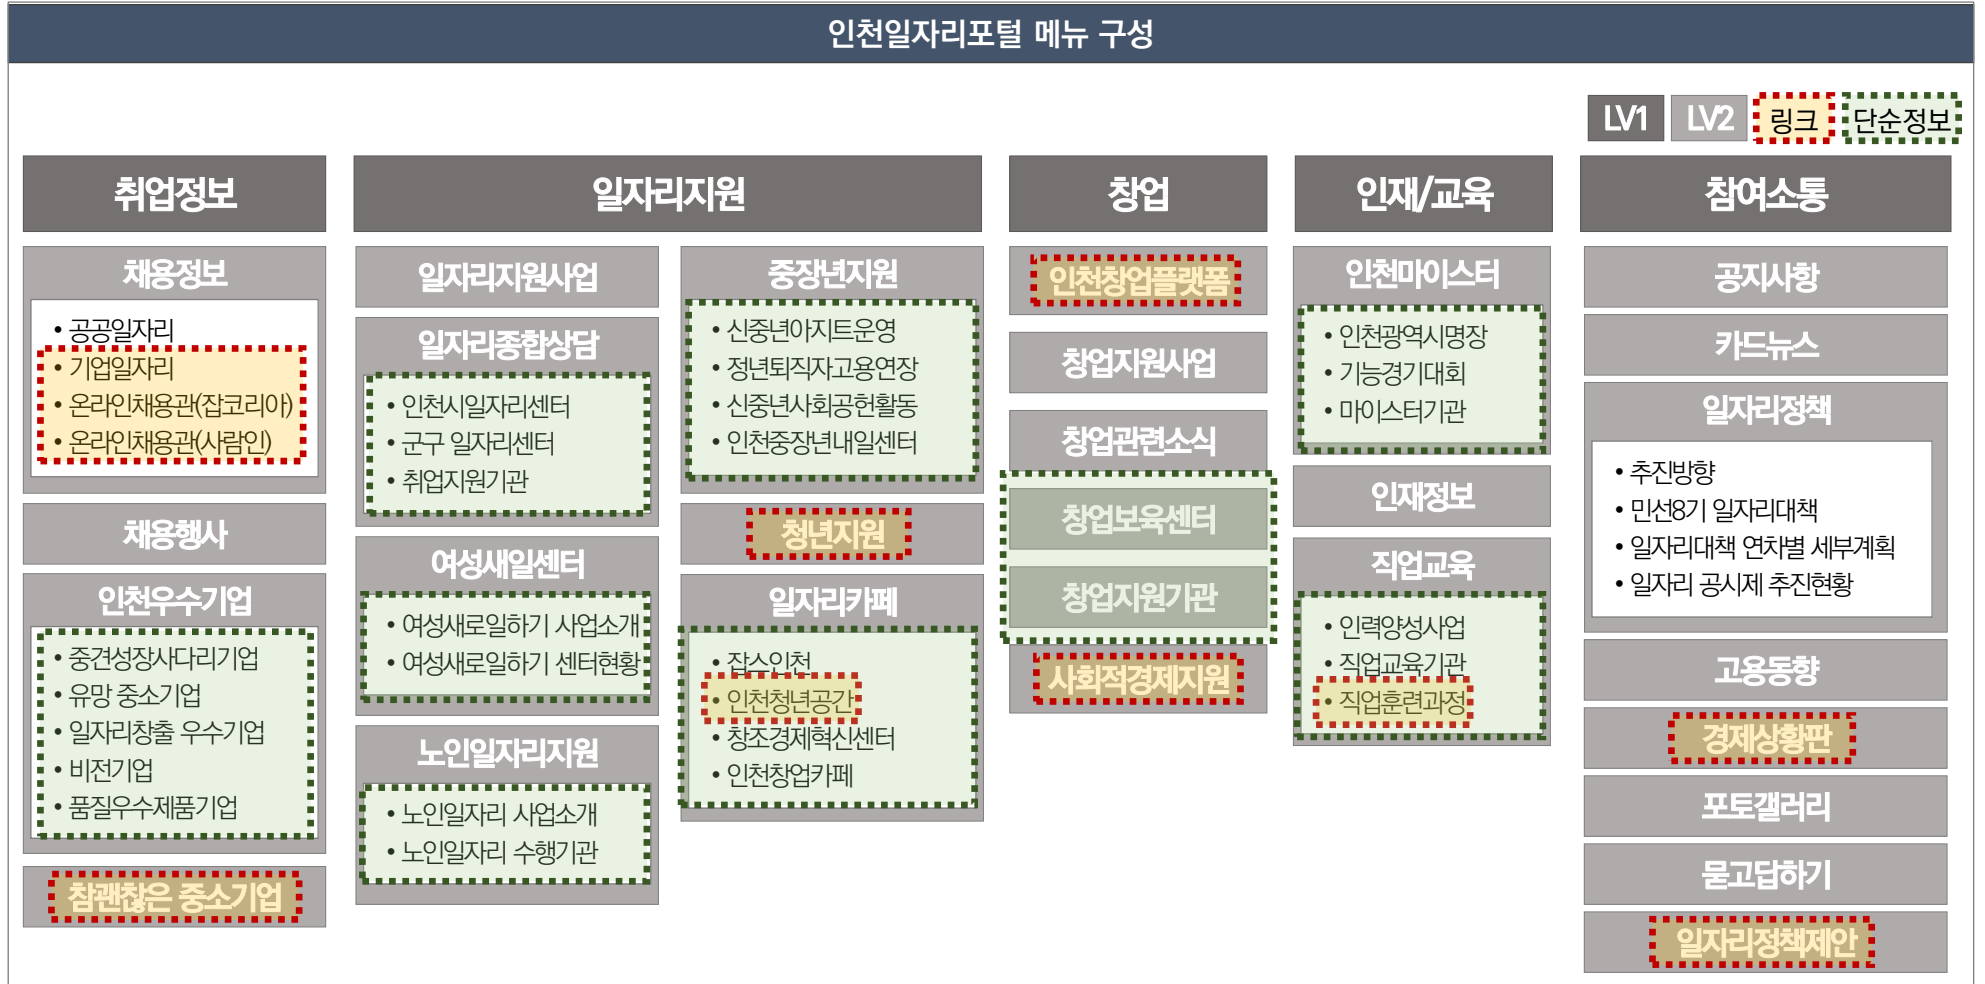 인천일자리포털 메뉴 구성
LV1
LV2
링크
단순정보
취업정보
채용정보
• 공공일자리
• 기업일자리
• 온라인채용관(잡코리아)
• 온라인채용관(사람인)
채용행사
인천우수기업
• 중견성장사다리기업
• 유망 중소기업
• 일자리창출 우수기업
• 비전기업
• 품질우수제품기업
참괜찮은 중소기업
일자리지원
일자리지원사업
일자리종합상담
• 인천시일자리센터
• 군구 일자리센터
• 취업지원기관
여성새일센터
• 여성새로일하기 사업소개
• 여성새로일하기 센터현황
노인일자리지원
• 노인일자리 사업소개
• 노인일자리 수행기관
중장년지원
• 신중년아지트운영
• 정년퇴직자고용연장
• 신중년사회공헌활동
• 인천중장년내일센터
청년지원
일자리카페
• 잡스인천
• 인천청년공간
• 창조경제혁신센터
• 인천창업카페
창업
인천창업플랫폼
창업지원사업
창업관련소식
창업보육센터
창업지원기관
사회적경제지원
인재/교육
인천마이스터
• 인천광역시명장
• 기능경기대회
• 마이스터기관
인재정보
직업교육
• 인력양성사업
• 직업교육기관
• 직업훈련과정
참여소통
공지사항
카드뉴스
일자리정책
• 추진방향
• 민선8기 일자리대책
• 일자리대책 연차별 세부계획
• 일자리 공시제 추진현황
고용동향
경제상황판
포토갤러리
묻고답하기
일자리정책제안